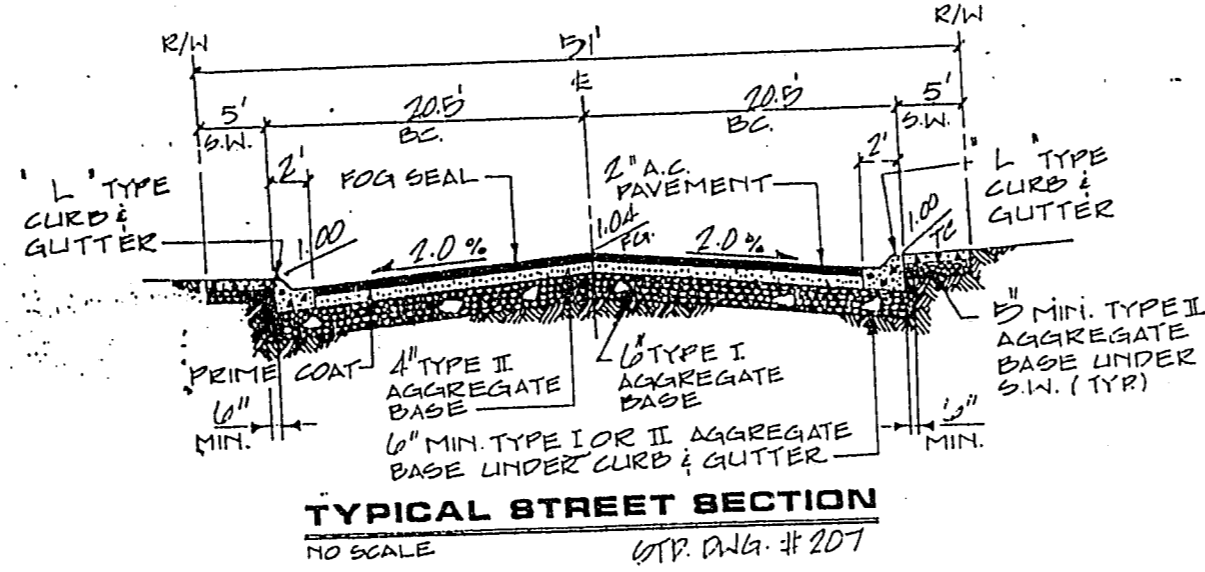 R/W
R/W
51'
℄
5'
20.5'
20.5'
5'
S.W.
BC.
BC.
S.W.
2'
2'
"L" TYPE
CURB &
GUTTER
FOG SEAL
2" A.C.
PAVEMENT
"L" TYPE
CURB &
GUTTER
1.00
1.04
FG.
1.00
TC
2.0%
2.0%
PRIME COAT
4" TYPE II
AGGREGATE
BASE
6" TYPE I
AGGREGATE
BASE
5" MIN. TYPE II
AGGREGATE
BASE UNDER
S.W. (TYP.)
6"
MIN.
6"
MIN.
6" MIN. TYPE I OR II AGGREGATE
BASE UNDER CURB & GUTTER
TYPICAL STREET SECTION
NO SCALE
STD. DWG. # 207